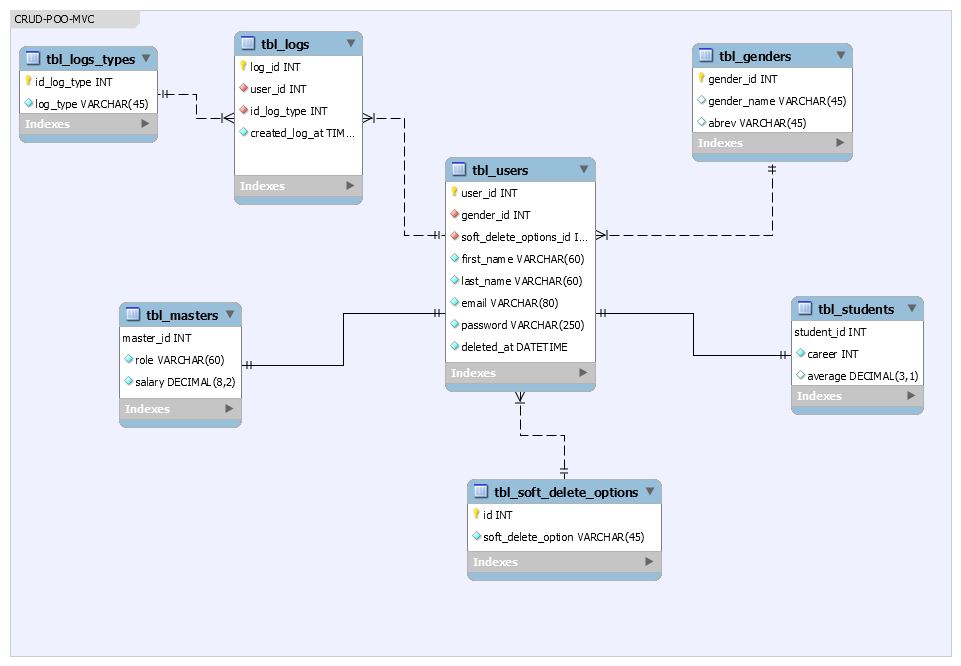 CRUD-POO-MVC
tbl_logs_types
id_log_type INT
log_type VARCHAR(45)
Indexes
tbl_logs
log_id INT
user_id INT
id_log_type INT
created_log_at TIM...
Indexes
tbl_genders
gender_id INT
gender_name VARCHAR(45)
abrev VARCHAR(45)
Indexes
tbl_users
user_id INT
gender_id INT
soft_delete_options_id I...
first_name VARCHAR(60)
last_name VARCHAR(60)
email VARCHAR(80)
password VARCHAR(250)
deleted_at DATETIME
Indexes
tbl_masters
master_id INT
role VARCHAR(60)
salary DECIMAL(8,2)
Indexes
tbl_students
student_id INT
career INT
average DECIMAL(3,1)
Indexes
tbl_soft_delete_options
id INT
soft_delete_option VARCHAR(45)
Indexes